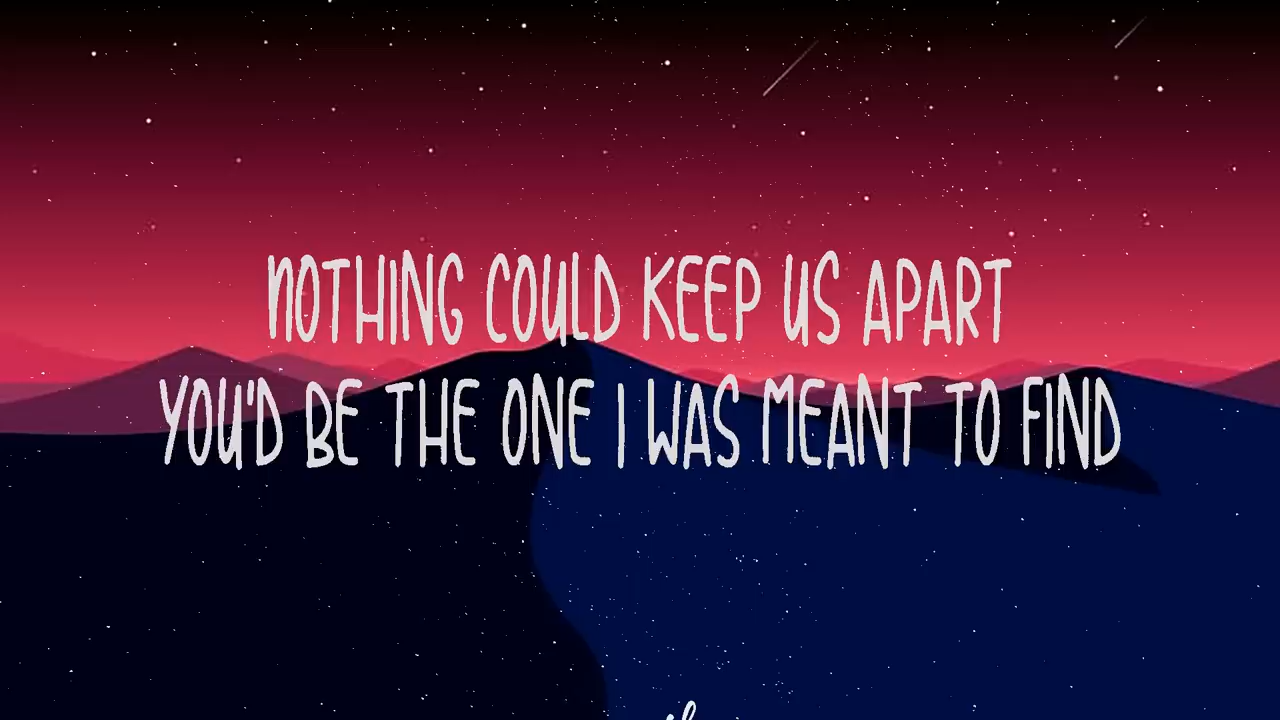 NOTHING COULD KEEP US APART
YOU'D BE THE ONE I WAS MEANT TO FIND